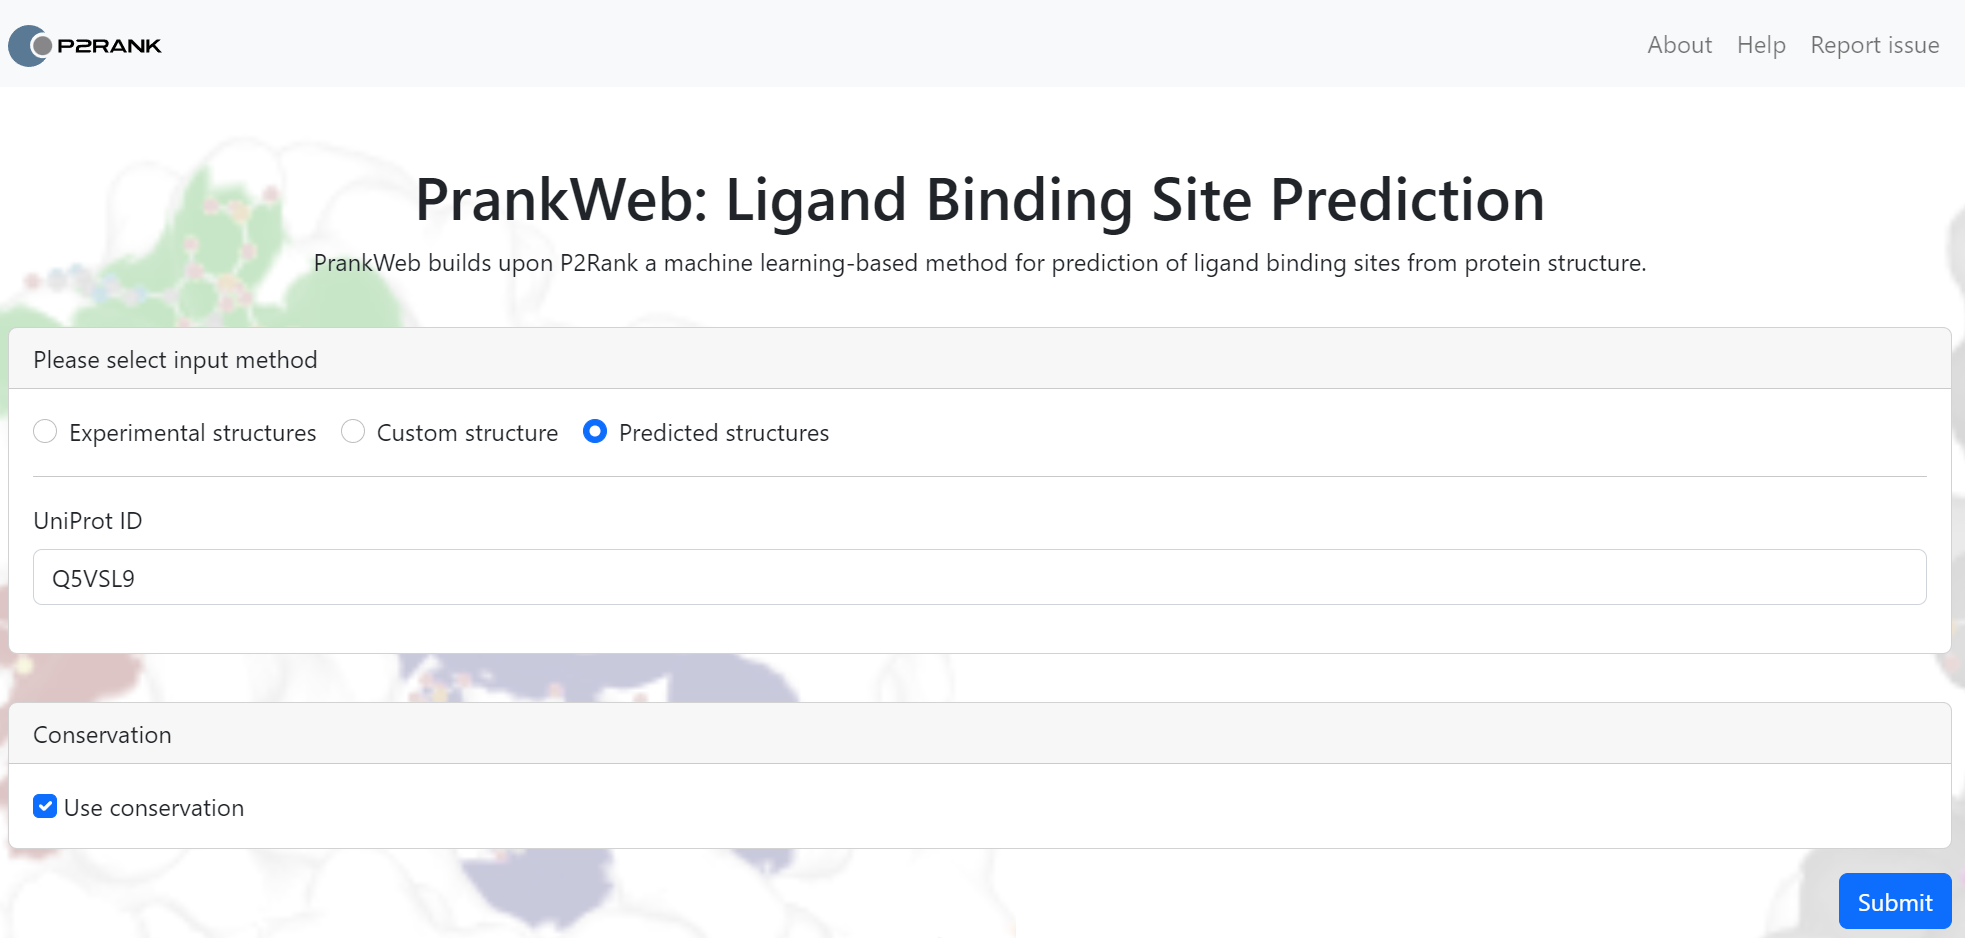 P2RANK
About Help Report issue
PrankWeb: Ligand Binding Site Prediction
PrankWeb builds upon P2Rank a machine learning-based method for prediction of ligand binding sites from protein structure.
Please select input method
Experimental structures Custom structure Predicted structures
UniProt ID
Q5VSL9
Conservation
Use conservation
Submit